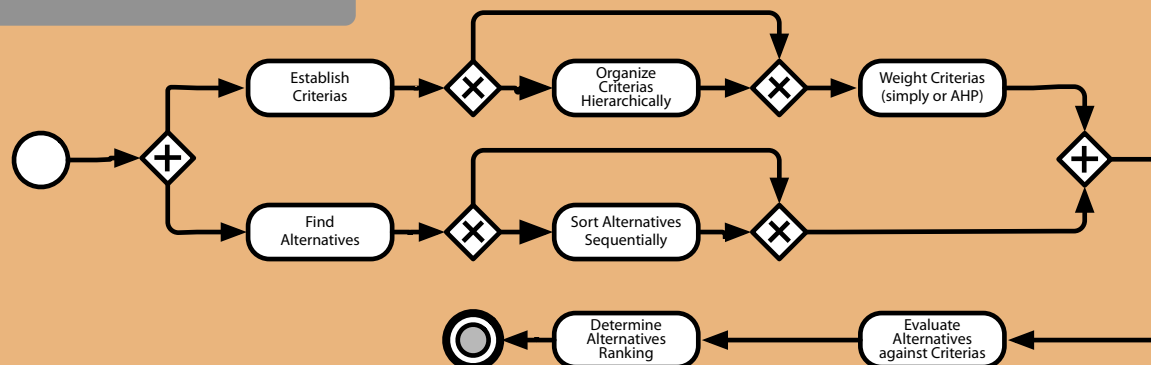 Establish
Criterias
Organize
Criterias
Hierarchically
Weight Criterias
(simply or AHP)
Find
Alternatives
Sort Alternatives
Sequentially
Determine
Alternatives
Ranking
Evaluate
Alternatives
against Criterias